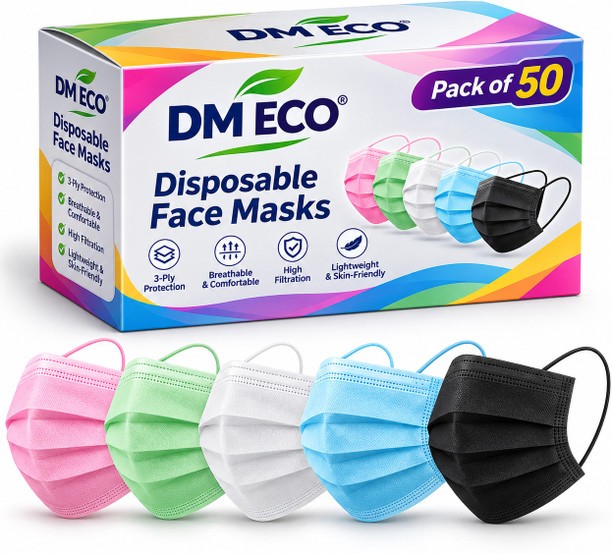 DM ECO®
DM ECO®
Disposable
Face Masks
3-Ply Protection
Breathable &
Comfortable
High Filtration
Lightweight &
Skin-Friendly
Pack of 50
DM ECO®
Disposable
Face Masks
3-Ply
Protection
Breathable
& Comfortable
High
Filtration
Lightweight
& Skin-Friendly